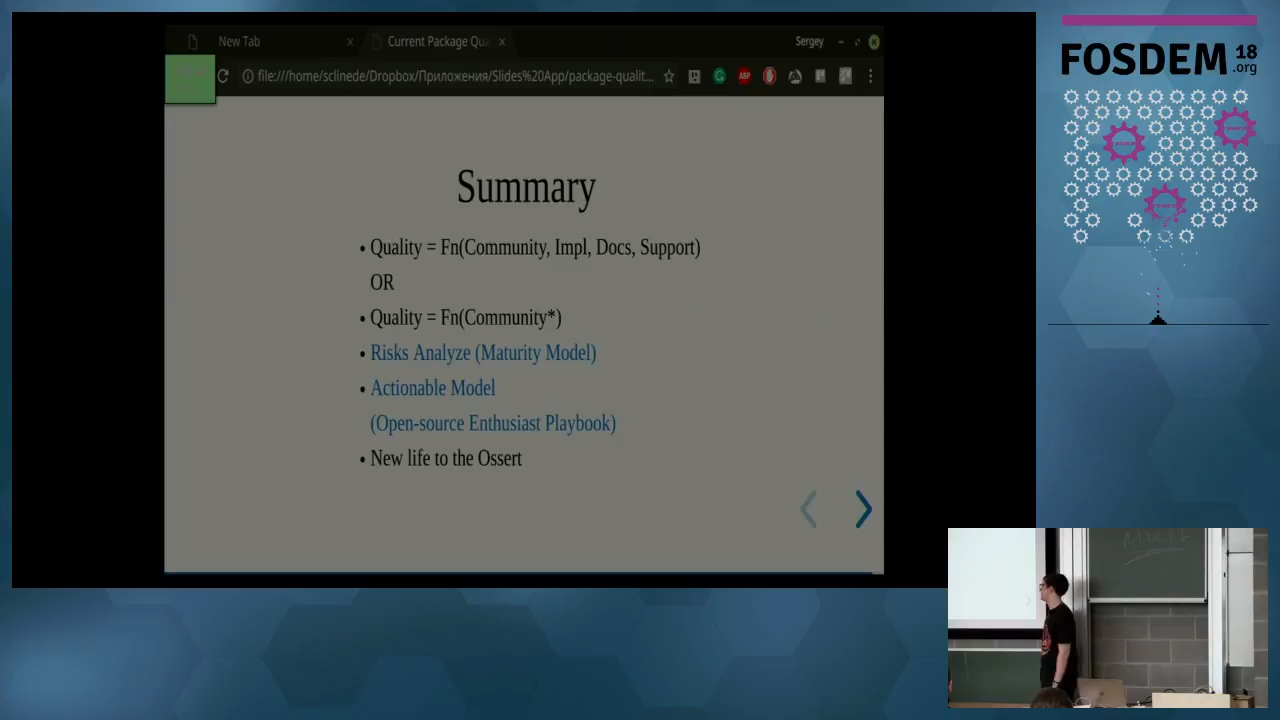 New Tab
Current Package Qua
Sergey
file:///home/sclinede/Dropbox/Приложения/Slides%20App/package-qualit...
ABP
Summary
• Quality = Fn(Community, Impl, Docs, Support)
OR
• Quality = Fn(Community*)
• Risks Analyze (Maturity Model)
• Actionable Model
(Open-source Enthusiast Playbook)
• New life to the Ossert
FOSDEM 18
.org